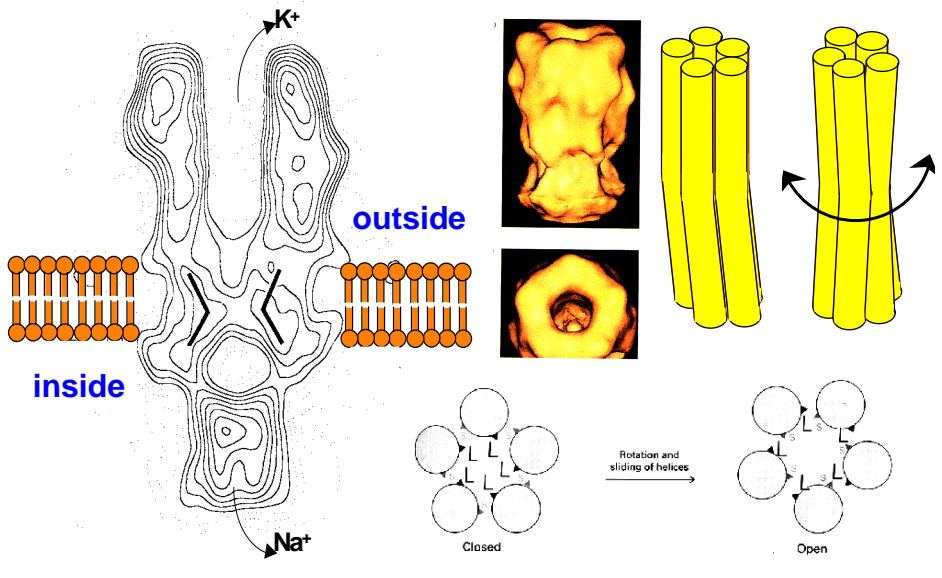 K⁺
outside
inside
Na⁺
S S
L L
L L
S L S
S
Closed
Rotation and
sliding of helices
L S
S L
L S
S S L
L
Open